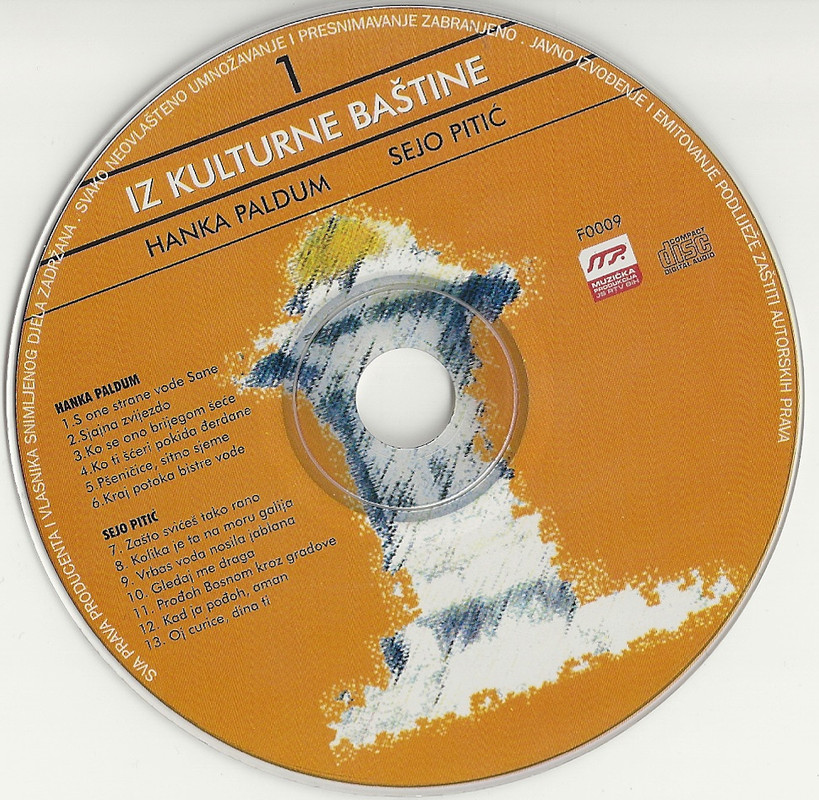 SVA PRAVA PRODUCENTA I VLASNIKA SNIMLJENOG DJELA ZADRŽANA . SVAKO NEOVLAŠTENO UMNOŽAVANJE I PRESNIMAVANJE ZABRANJENO . JAVNO IZVOĐENJE I EMITOVANJE PODLIJEŽE ZAŠTITI AUTORSKIH PRAVA
1
IZ KULTURNE BAŠTINE
HANKA PALDUM SEJO PITIĆ
F0009
MP
MUZIČKA
PRODUKCIJA
JS RTV BIH
COMPACT
disc
DIGITAL AUDIO
HANKA PALDUM
1.S one strane vode Sane
2.Sjajna zvijezdo
3.Ko se ono brijegom šeće
4.Ko ti šćeri pokida đerdane
5.Pšeničice, sitno sjeme
6.Kraj potoka bistre vode
SEJO PITIĆ
7. Zašto svićeš tako rano
8. Kolika je ta na moru galija
9. Vrbas voda nosila jablana
10. Gledaj me draga
11. Prođoh Bosnom kroz gradove
12. Kad ja pođoh, aman
13. Oj curice, dina ti